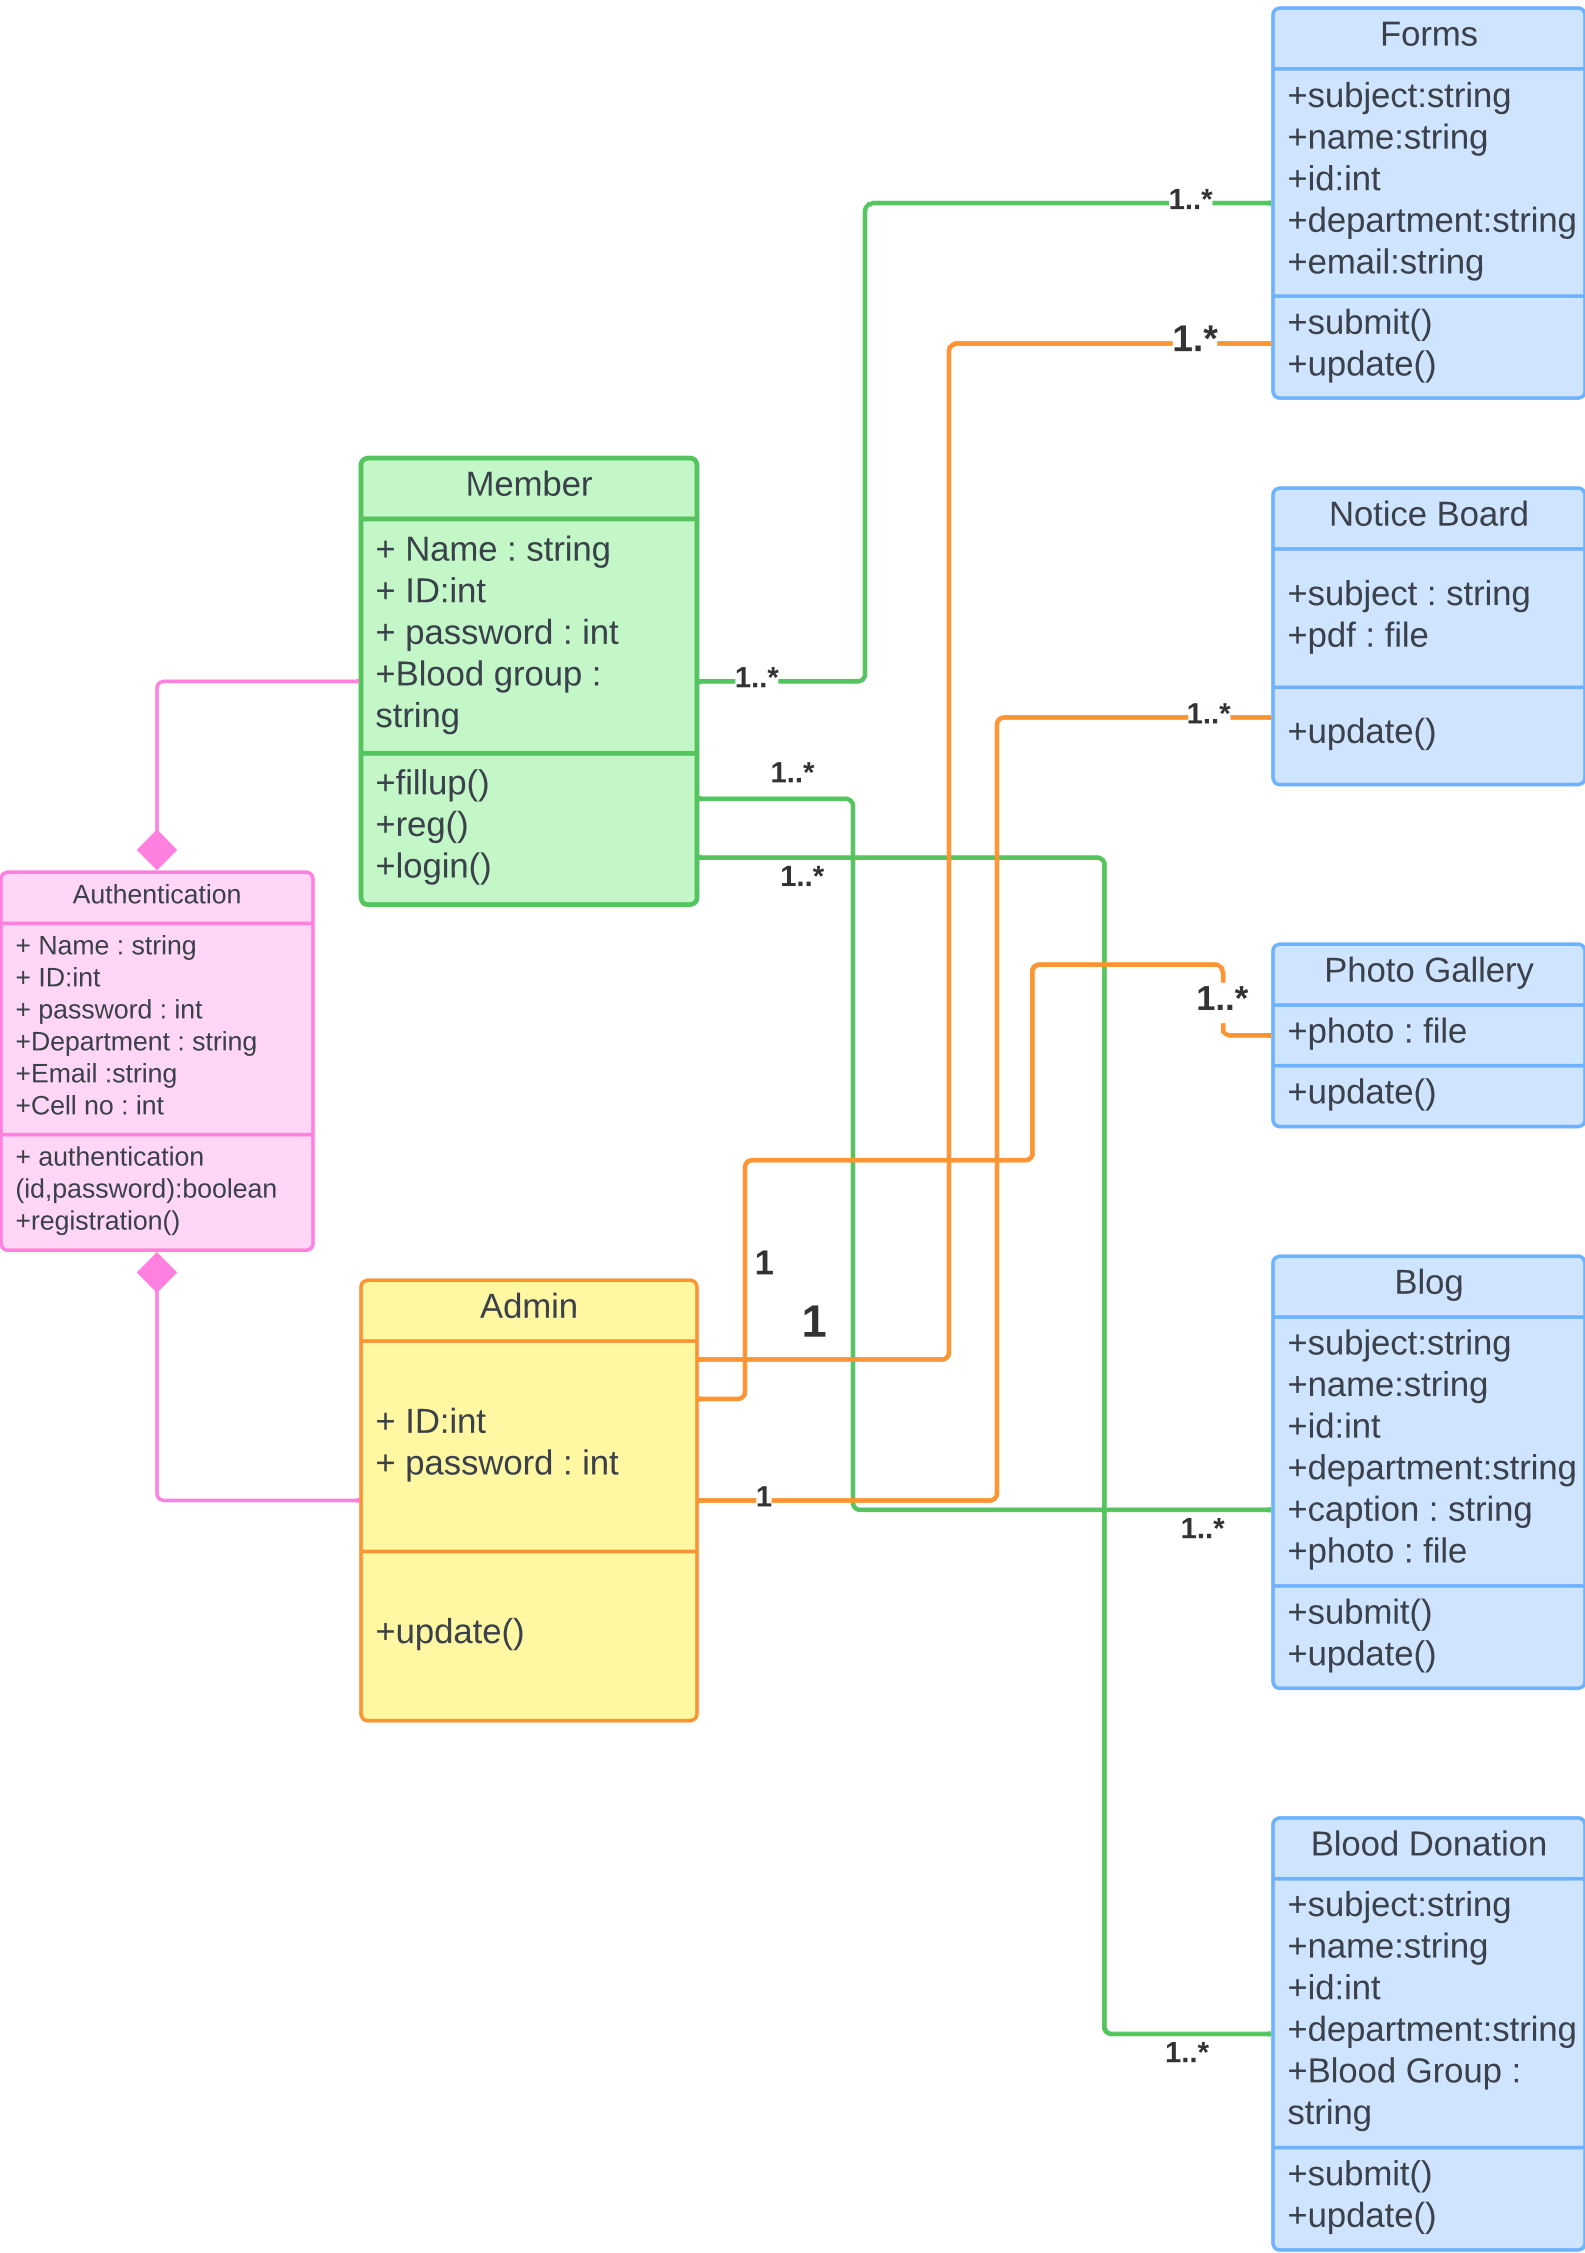 Forms
+subject:string
+name:string
+id:int
+department:string
+email:string
+submit()
+update()
1..*
1.*
Member
+ Name : string
+ ID:int
+ password : int
+Blood group :
string
+fillup()
+reg()
+login()
1..*
1..*
1..*
Notice Board
+subject : string
+pdf : file
+update()
1..*
Authentication
+ Name : string
+ ID:int
+ password : int
+Department : string
+Email :string
+Cell no : int
+ authentication
(id,password):boolean
+registration()
Photo Gallery
+photo : file
+update()
1..*
Admin
+ ID:int
+ password : int
+update()
1
1
1
Blog
+subject:string
+name:string
+id:int
+department:string
+caption : string
+photo : file
+submit()
+update()
1..*
Blood Donation
+subject:string
+name:string
+id:int
+department:string
+Blood Group :
string
+submit()
+update()
1..*